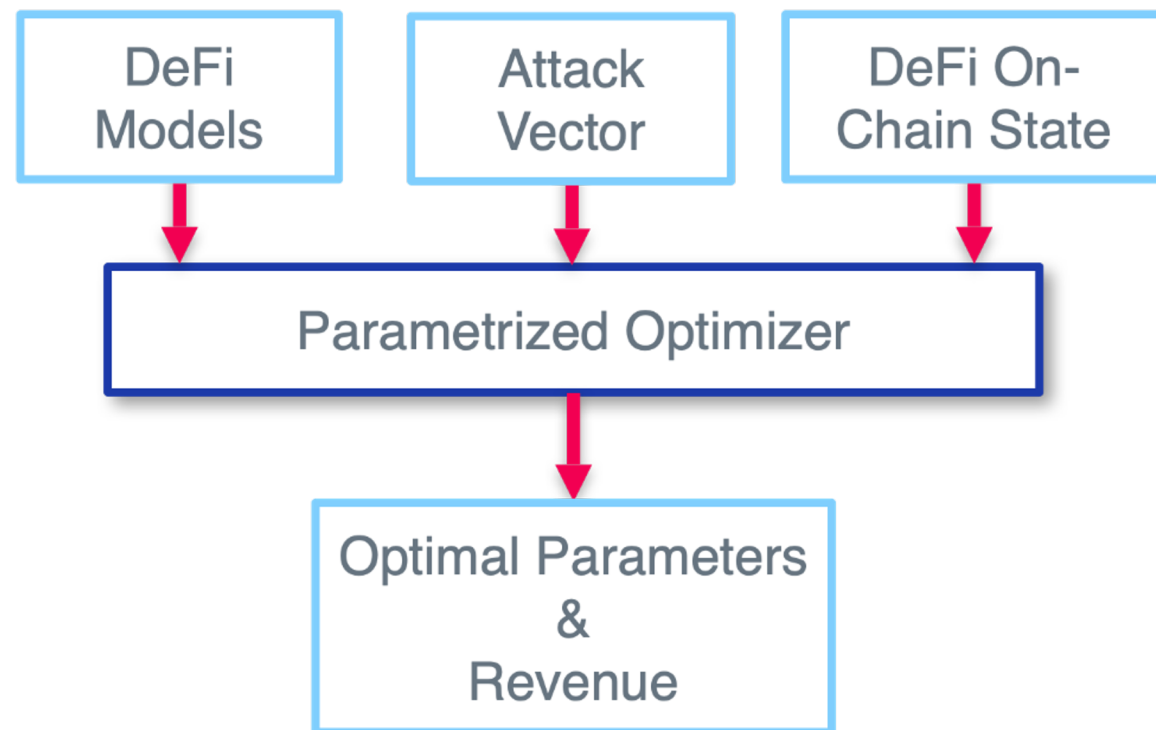 DeFi
Models
Attack
Vector
DeFi On-
Chain State
Parametrized Optimizer
Optimal Parameters
&
Revenue